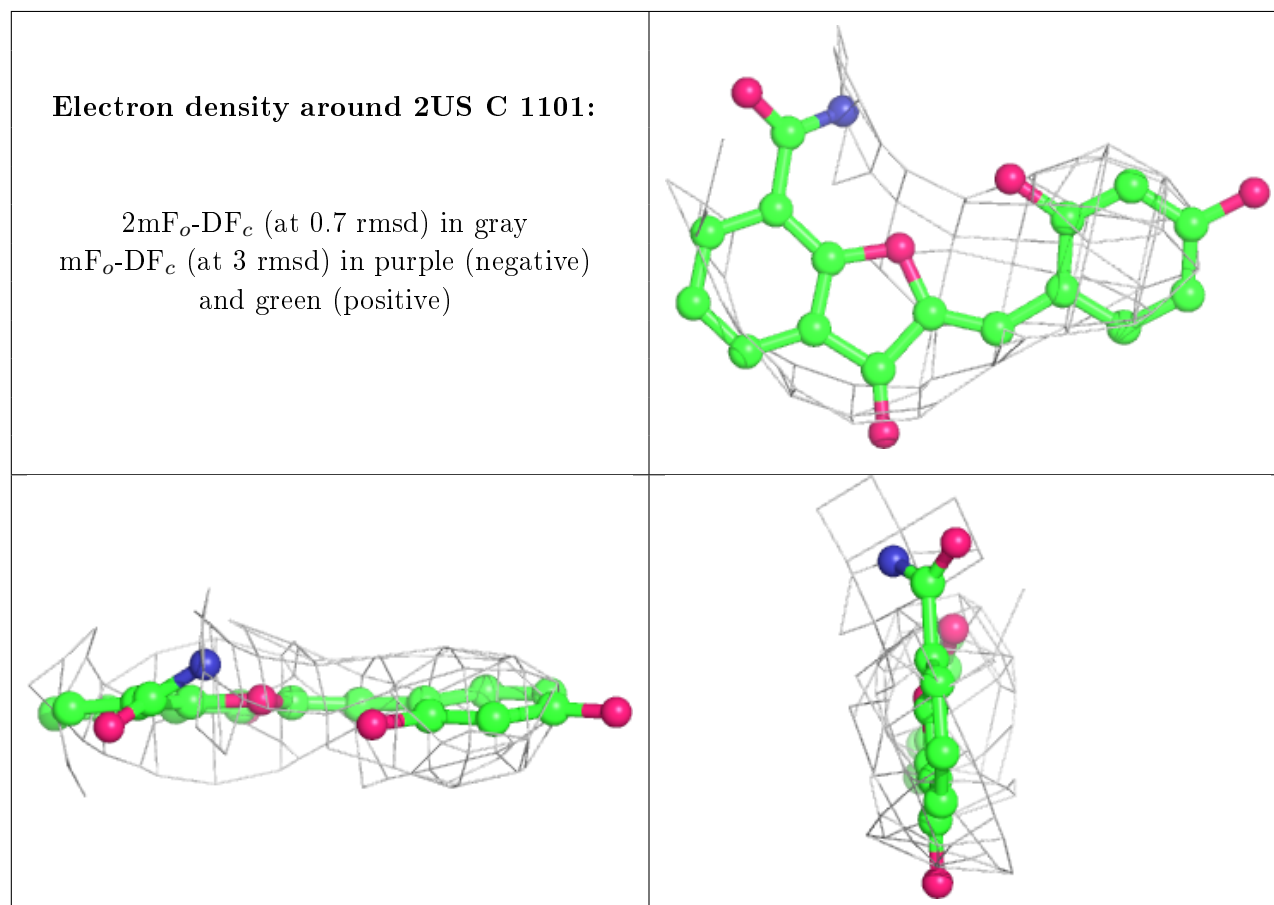 Electron density around 2US C 1101:
2mFo-DFc (at 0.7 rmsd) in gray
mFo-DFc (at 3 rmsd) in purple (negative)
and green (positive)